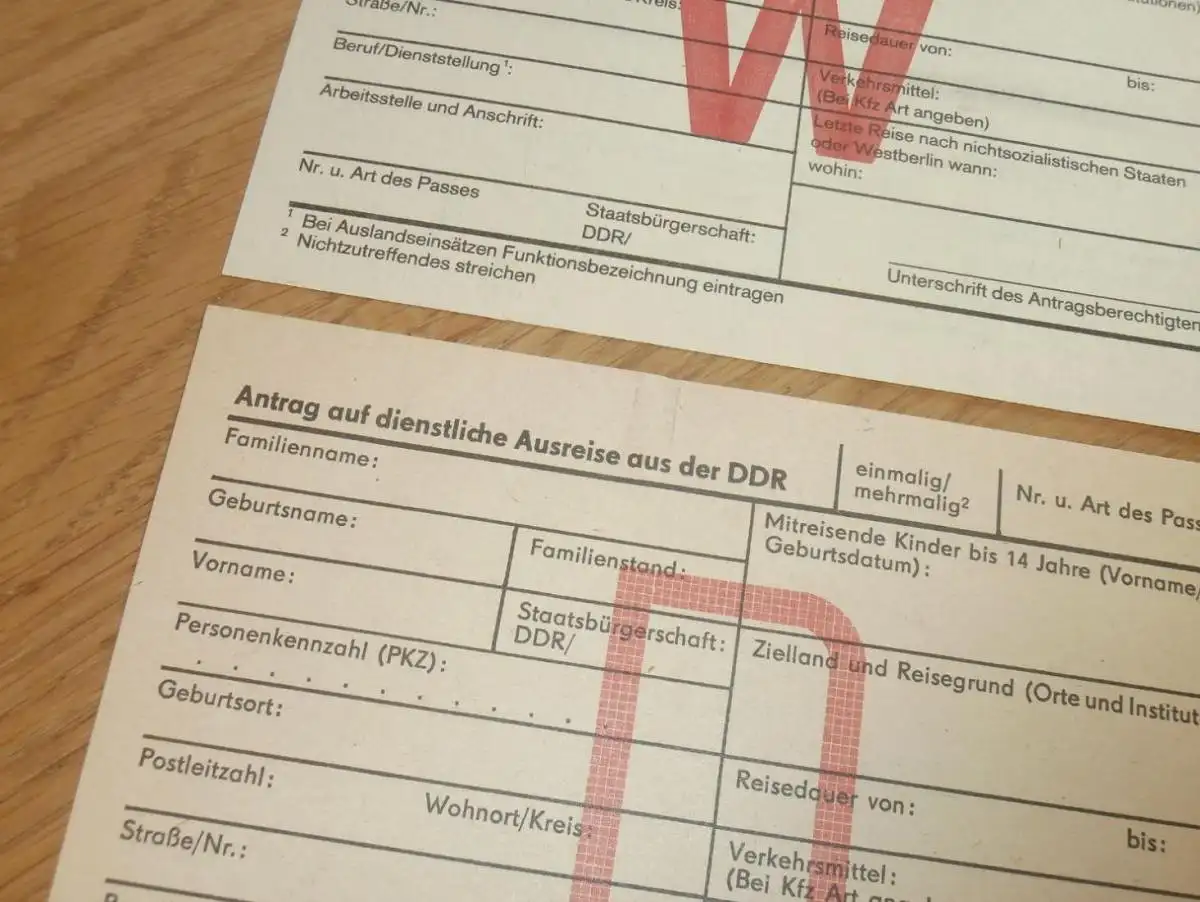 Straße/Nr.:
Kreis:
Beruf/Dienststellung ¹:
Arbeitsstelle und Anschrift:
Nr. u. Art des Passes
Staatsbürgerschaft:
DDR/
W
Reisedauer von:
bis:
Verkehrsmittel:
(Bei Kfz Art angeben)
Letzte Reise nach nichtsozialistischen Staaten
oder Westberlin wann:
wohin:
Unterschrift des Antragsberechtigten
¹ Bei Auslandseinsätzen Funktionsbezeichnung eintragen
² Nichtzutreffendes streichen
Antrag auf dienstliche Ausreise aus der DDR
einmalig/
mehrmalig²
Nr. u. Art des Pass
Familienname:
Geburtsname:
Familienstand:
Vorname:
Staatsbürgerschaft:
DDR/
Personenkennzahl (PKZ):
. . . . . . . . . . . .
Geburtsort:
Postleitzahl:
Wohnort/Kreis:
Straße/Nr.:
Mitreisende Kinder bis 14 Jahre (Vorname/
Geburtsdatum):
Zielland und Reisegrund (Orte und Institut
Reisedauer von:
bis:
Verkehrsmittel:
(Bei Kfz Art